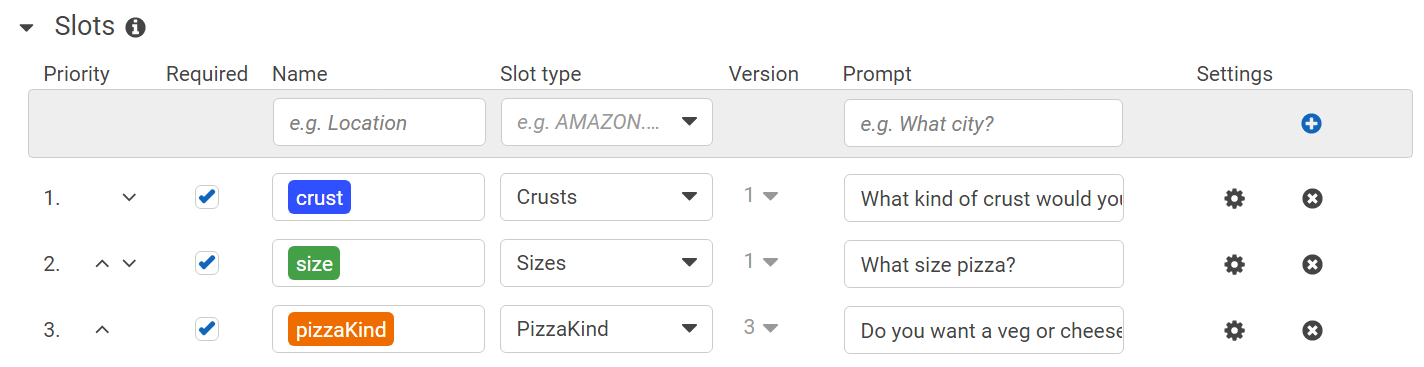 Slots
Priority Required Name Slot type Version Prompt Settings
e.g. Location e.g. AMAZON.... e.g. What city?
1. crust Crusts 1 What kind of crust would you
2. size Sizes 1 What size pizza?
3. pizzaKind PizzaKind 3 Do you want a veg or cheese